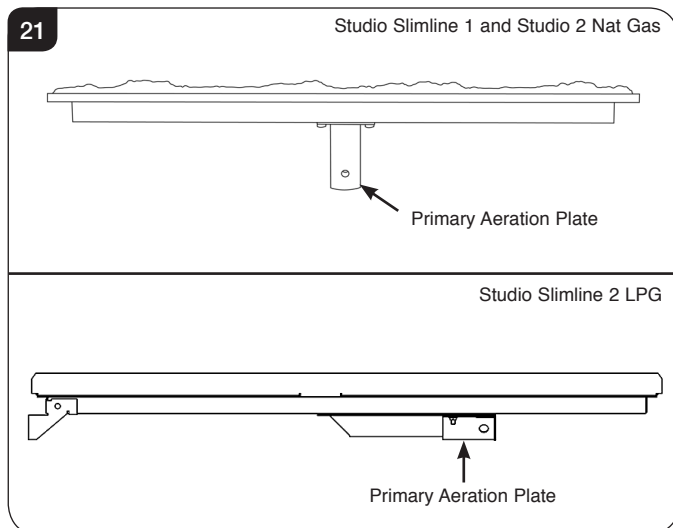 21
Studio Slimline 1 and Studio 2 Nat Gas
Primary Aeration Plate
Studio Slimline 2 LPG
Primary Aeration Plate